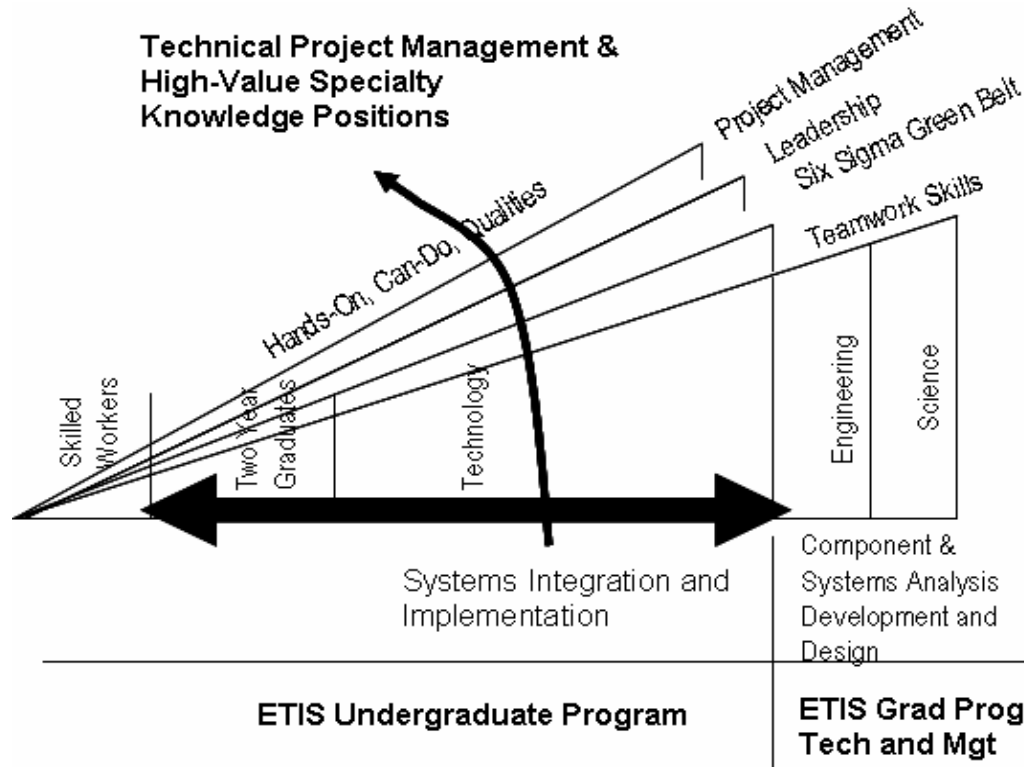 Technical Project Management &
High-Value Specialty
Knowledge Positions
Project Management
Leadership
Six Sigma Green Belt
Teamwork Skills
Hands-On, Can-Do, Qualities
Skilled
Workers
Two Year
Graduates
Technology
Engineering
Science
Systems Integration and
Implementation
Component &
Systems Analysis
Development and
Design
ETIS Undergraduate Program
ETIS Grad Prog
Tech and Mgt